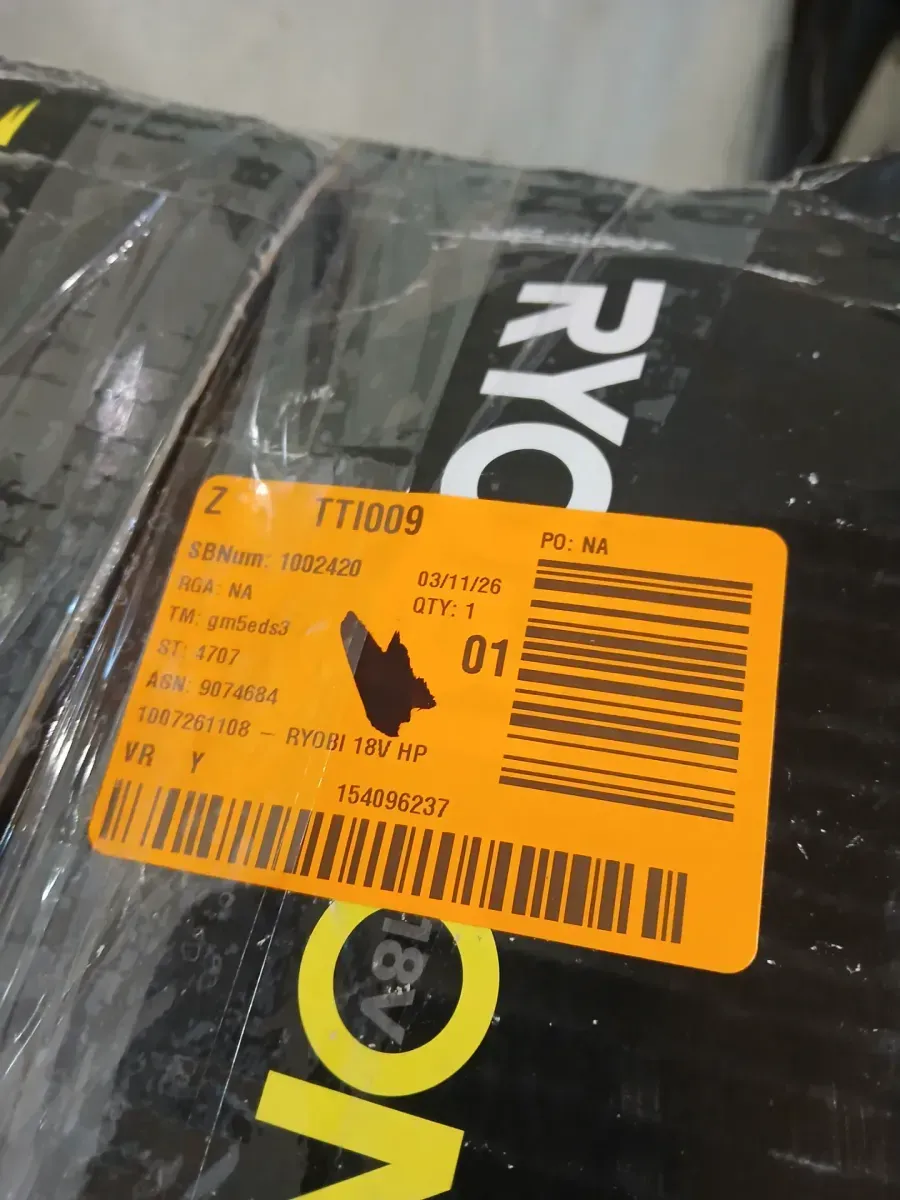 RYO
Z TTI009
PO: NA
SBNum: 1002420
03/11/26
RGA: NA
QTY: 1
TM: gm5eds3
01
ST: 4707
ASN: 9074684
1007261108 – RYOBI 18V HP
VR Y
154096237
18V